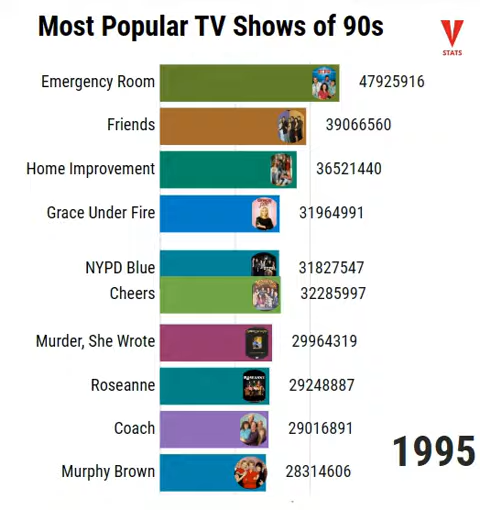 Most Popular TV Shows of 90s
V
STATS
Emergency Room 47925916
Friends 39066560
Home Improvement 36521440
Grace Under Fire 31964991
NYPD Blue 31827547
Cheers 32285997
Murder, She Wrote 29964319
Roseanne 29248887
Coach 29016891
Murphy Brown 28314606
1995